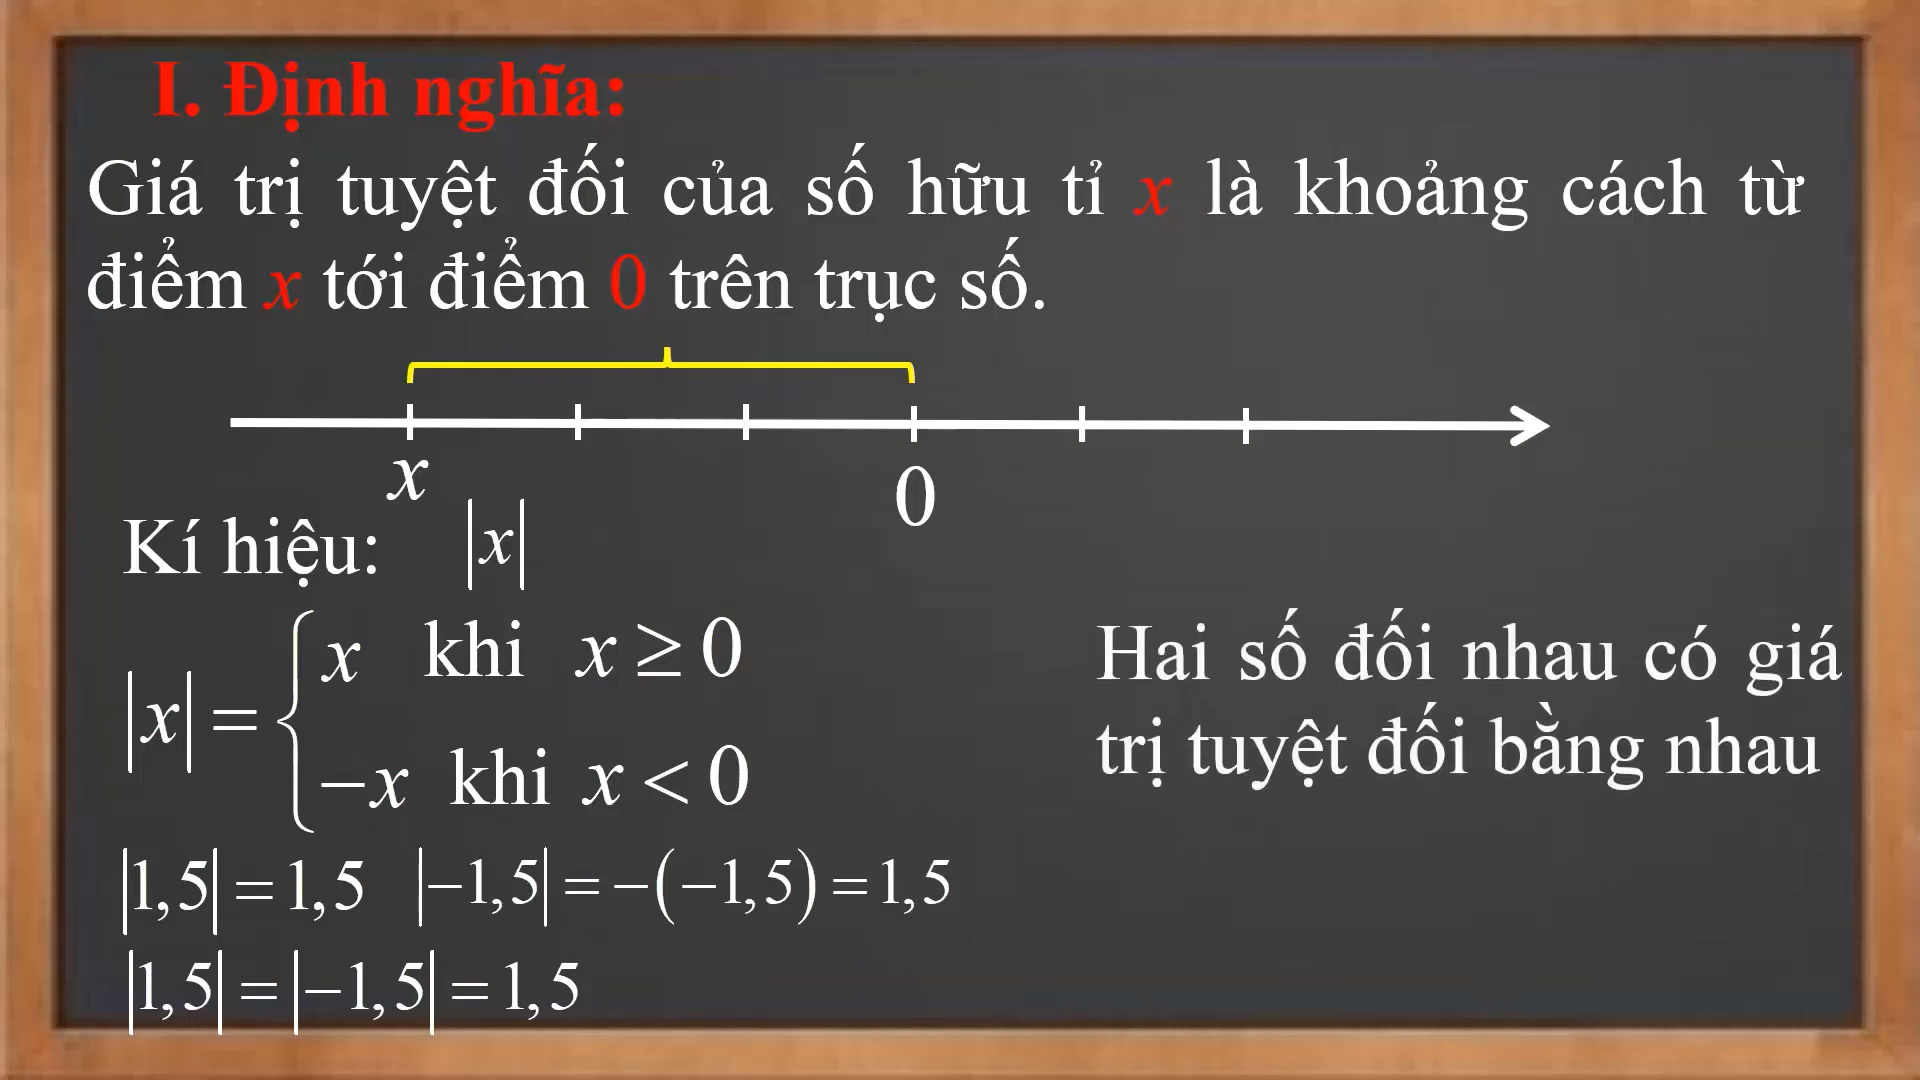 I. Định nghĩa:
Giá trị tuyệt đối của số hữu tỉ x là khoảng cách từ
điểm x tới điểm 0 trên trục số.
x 0
Kí hiệu: |x|
|x| = { x khi x ≥ 0
−x khi x < 0
Hai số đối nhau có giá
trị tuyệt đối bằng nhau
|1,5| = 1,5 |−1,5| = −(−1,5) = 1,5
|1,5| = |−1,5| = 1,5